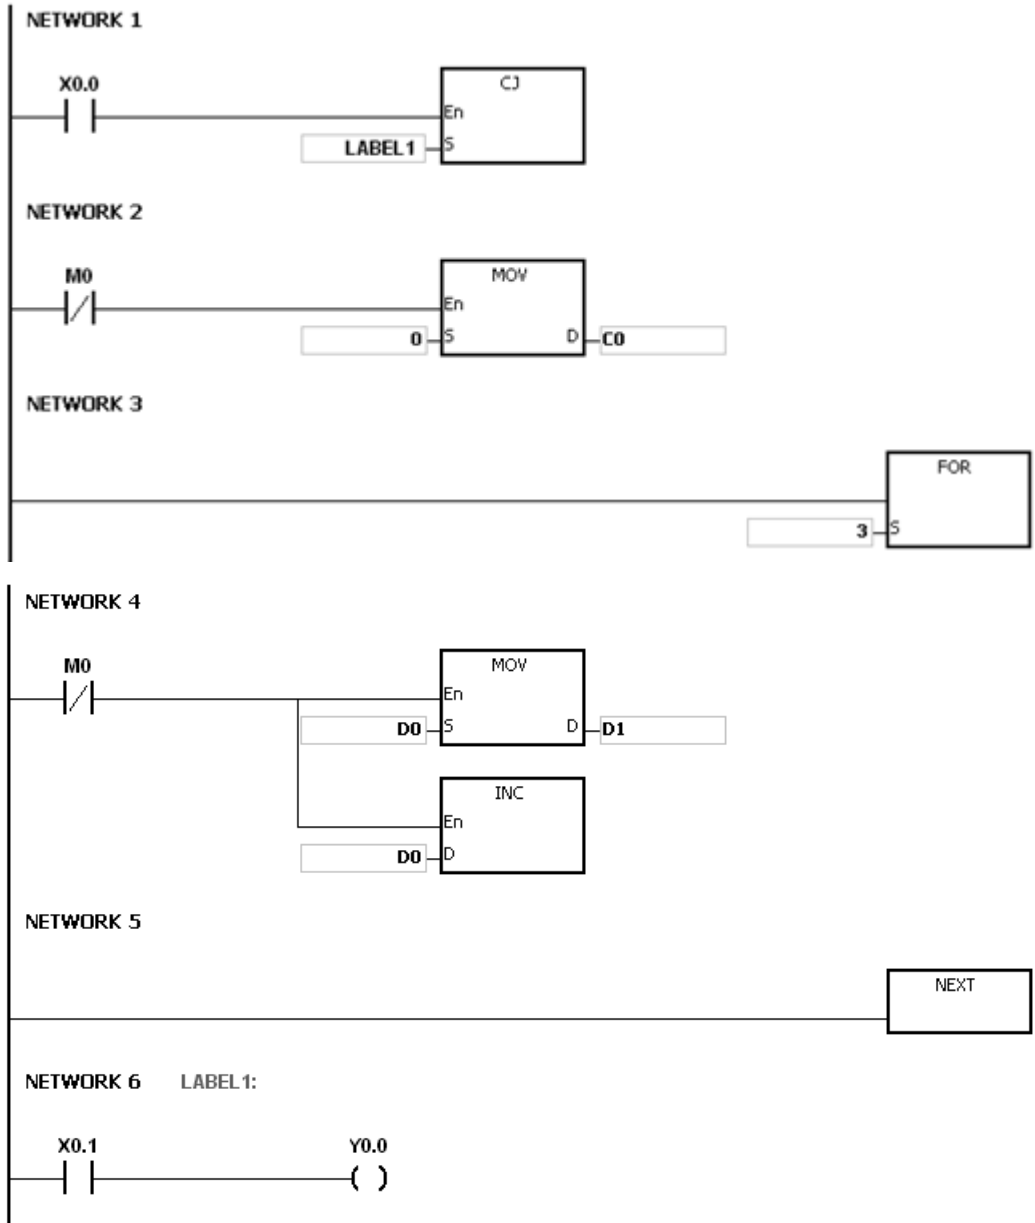 NETWORK 1
X0.0
CJ
En
LABEL1
S
NETWORK 2
M0
MOV
En
0
S
D
C0
NETWORK 3
FOR
3
S
NETWORK 4
M0
MOV
En
D0
S
D
D1
INC
En
D0
D
NETWORK 5
NEXT
NETWORK 6 LABEL1:
X0.1
Y0.0